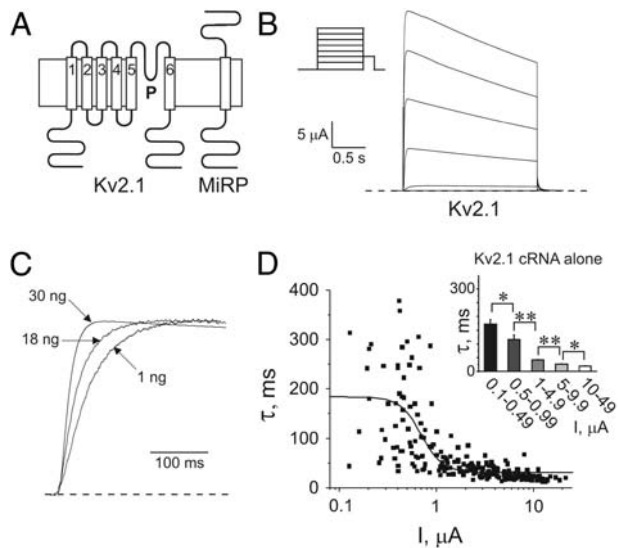 A
1 2 3 4 5 6
P
Kv2.1 MiRP
B
5 μA
0.5 s
Kv2.1
C
30 ng
18 ng
1 ng
100 ms
D
400
300
200
100
0
τ, ms
0.1 1 10
I, μA
Kv2.1 cRNA alone
300
0
τ, ms
* ** ** *
0.1-0.49
0.5-0.99
1-4.9
5-9.9
10-49
I, μA